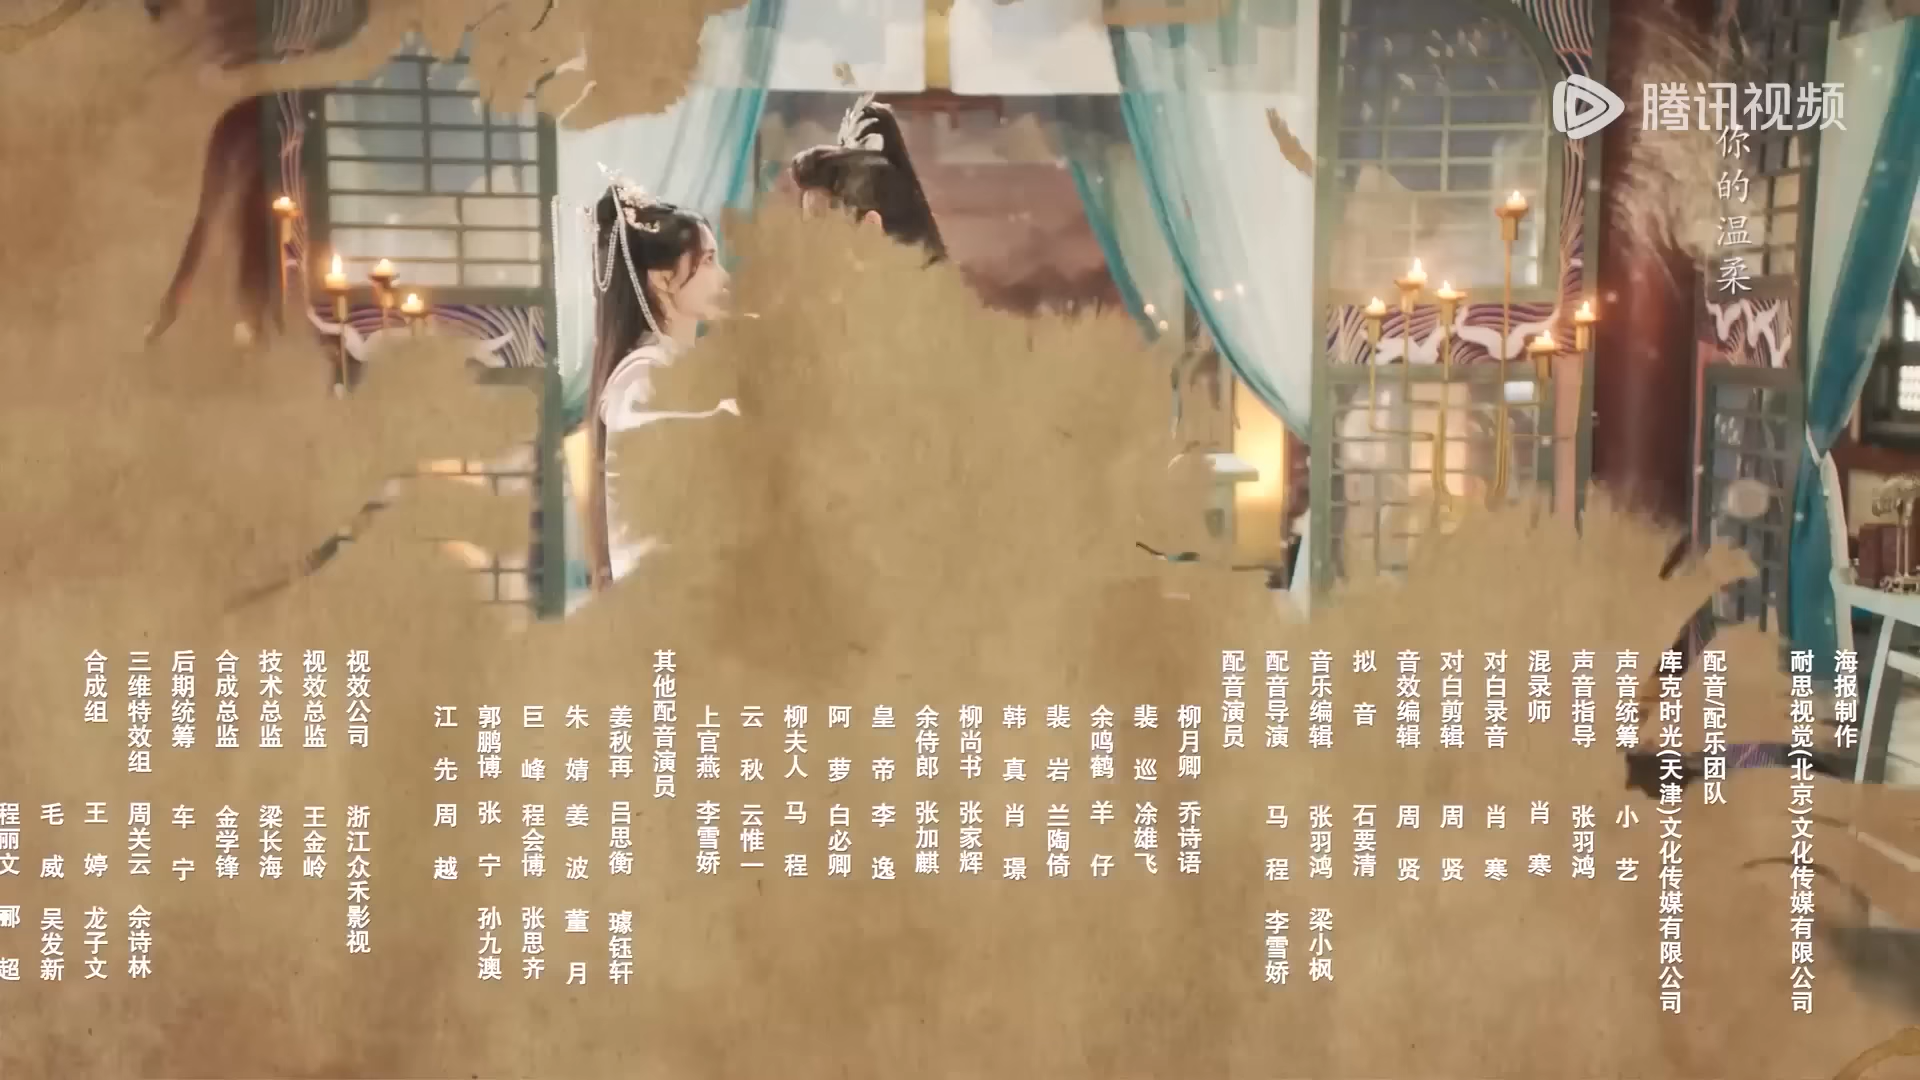 腾讯视频
你的温柔
海报制作
耐思视觉(北京)文化传媒有限公司
配音/配乐团队
库克时光(天津)文化传媒有限公司
声音统筹 小艺
声音指导 张羽鸿
混录师 肖寒
对白录音 肖寒
对白剪辑 周贤
音效编辑 周贤
拟音 石要清
音乐编辑 张羽鸿 梁小枫
配音导演 马程 李雪娇
配音演员
柳月卿 乔诗语
裴巡 凃雄飞
余鸣鹤 羊仔
裴岩 兰陶倚
韩真 肖璟
柳尚书 张家辉
余侍郎 张加麒
皇帝 李逸
阿萝 白必卿
柳夫人 马程
云秋 云惟一
上官燕 李雪娇
其他配音演员
姜秋再 吕思衡 璩钰轩
朱婧 姜波 董月
巨峰 程会博 张思齐
郭鹏博 张宁 孙九澳
江先 周越
视效公司 浙江众禾影视
视效总监 王金岭
技术总监 梁长海
合成总监 金学锋
后期统筹 车宁
三维特效组 周关云 佘诗林
合成组 王婷 龙子文
毛威 吴发新
程丽文 郦超